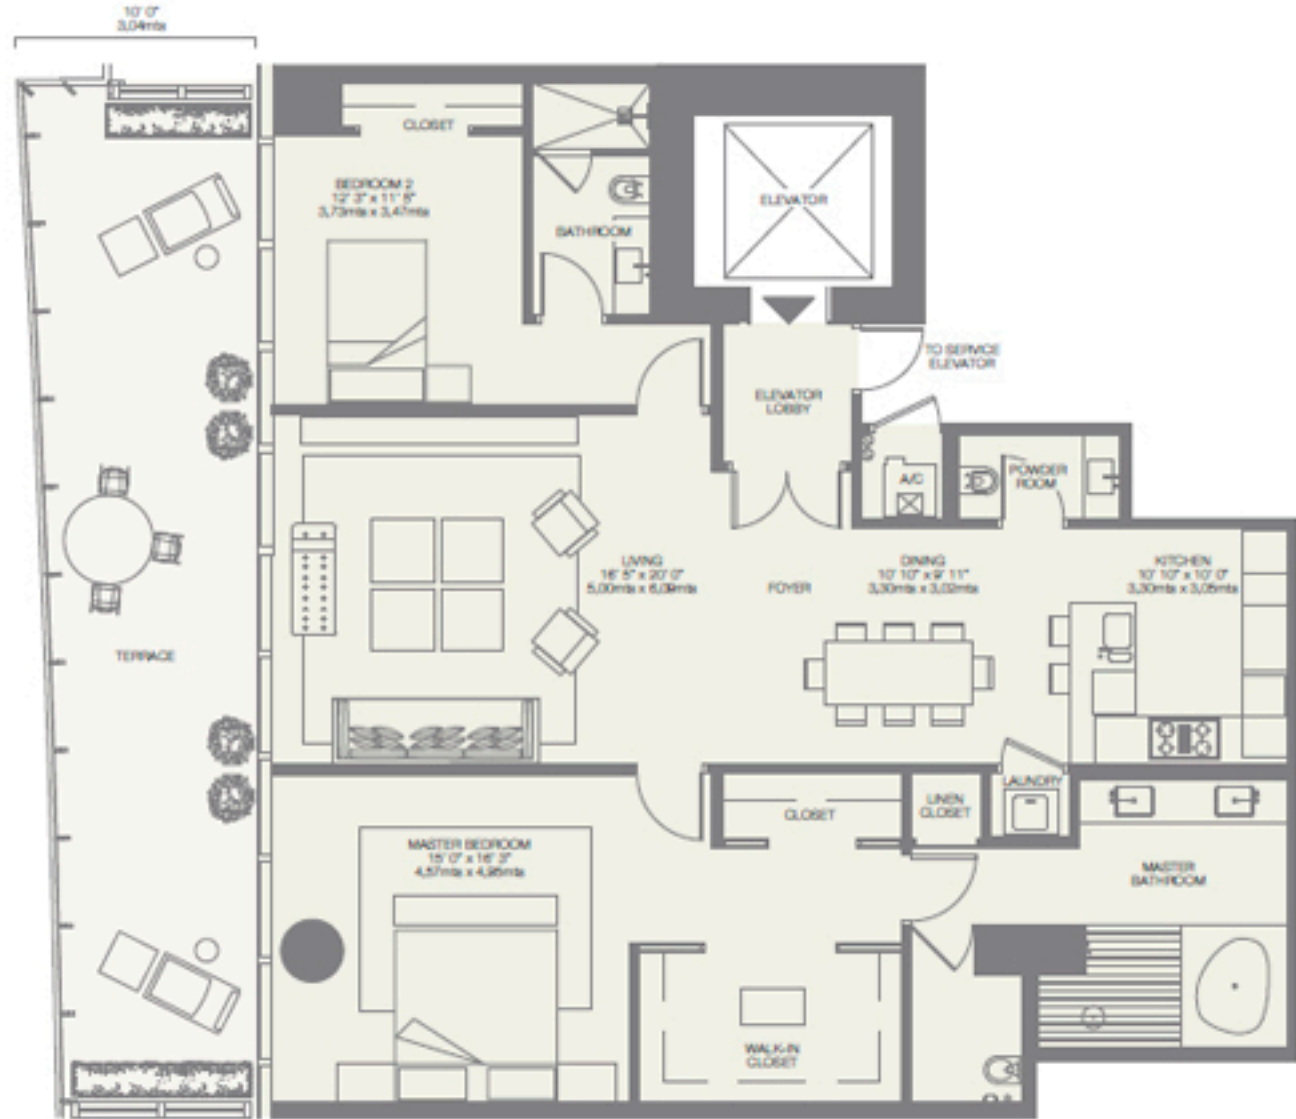 10' 0"
3,04mts
CLOSET
BEDROOM 2
12' 3" x 11' 5"
3,73mts x 3,47mts
BATHROOM
ELEVATOR
TO SERVICE
ELEVATOR
ELEVATOR
LOBBY
A/C
POWDER
ROOM
LIVING
16' 5" x 20' 0"
5,00mts x 6,09mts
FOYER
DINING
10' 10" x 9' 11"
3,30mts x 3,02mts
KITCHEN
10' 10" x 10' 0"
3,30mts x 3,05mts
TERRACE
LAUNDRY
CLOSET
LINEN
CLOSET
MASTER BEDROOM
15' 0" x 16' 3"
4,57mts x 4,95mts
MASTER
BATHROOM
WALK-IN
CLOSET